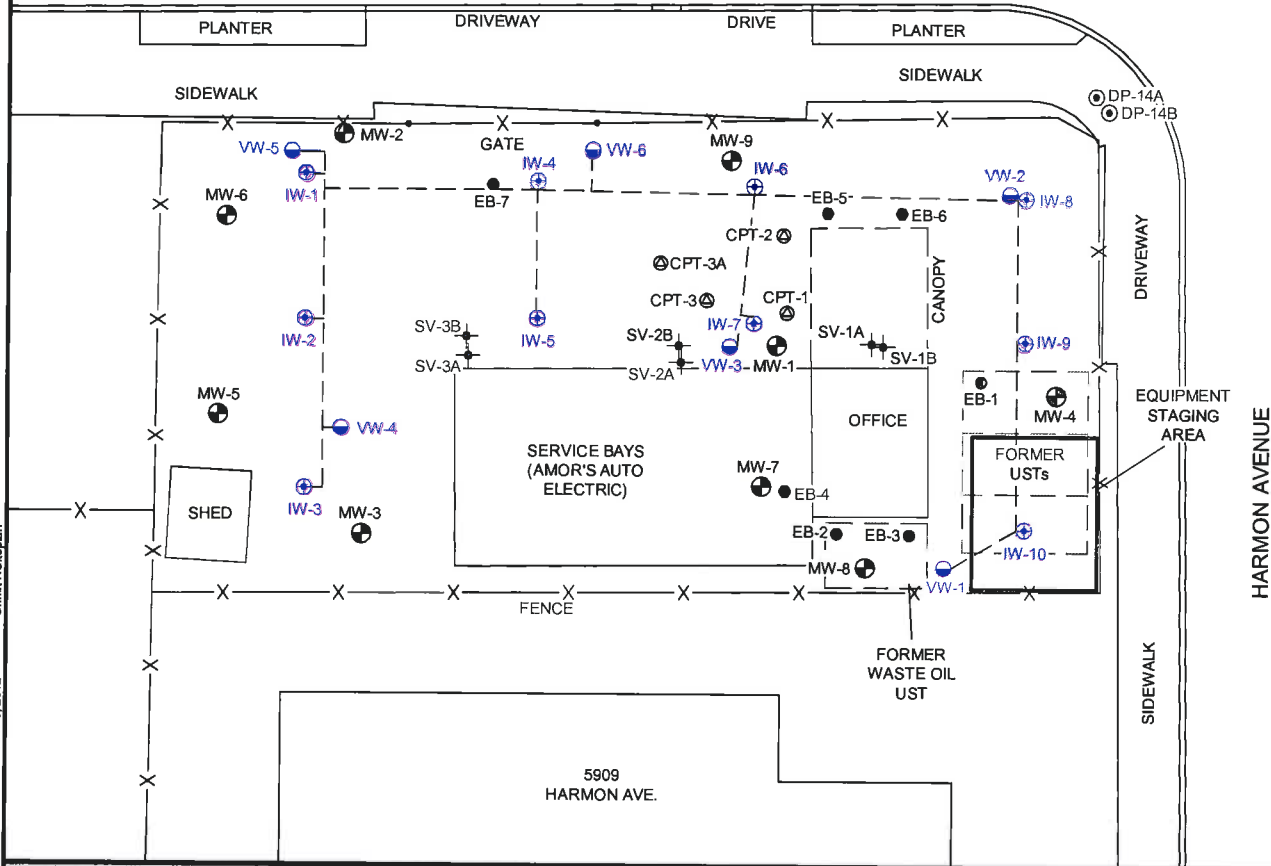 PLANTER
DRIVEWAY
DRIVE
PLANTER
SIDEWALK
SIDEWALK
DP-14A
DP-14B
MW-2
GATE
MW-9
VW-5
VW-6
IW-4
IW-6
VW-2
IW-1
IW-8
MW-6
EB-7
EB-5
EB-6
CPT-2
CPT-3A
CANOPY
DRIVEWAY
CPT-3
CPT-1
SV-3B
SV-2B
IW-7
SV-1A
IW-2
IW-5
IW-9
SV-3A
SV-2A
VW-3
MW-1
SV-1B
MW-5
EB-1
MW-4
EQUIPMENT
STAGING
AREA
VW-4
OFFICE
SERVICE BAYS
(AMOR'S AUTO
ELECTRIC)
FORMER
USTs
MW-7
EB-4
HARMON AVENUE
SHED
IW-3
MW-3
EB-2
EB-3
IW-10
MW-8
VW-1
FENCE
FORMER
WASTE OIL
UST
SIDEWALK
5909
HARMON AVE.